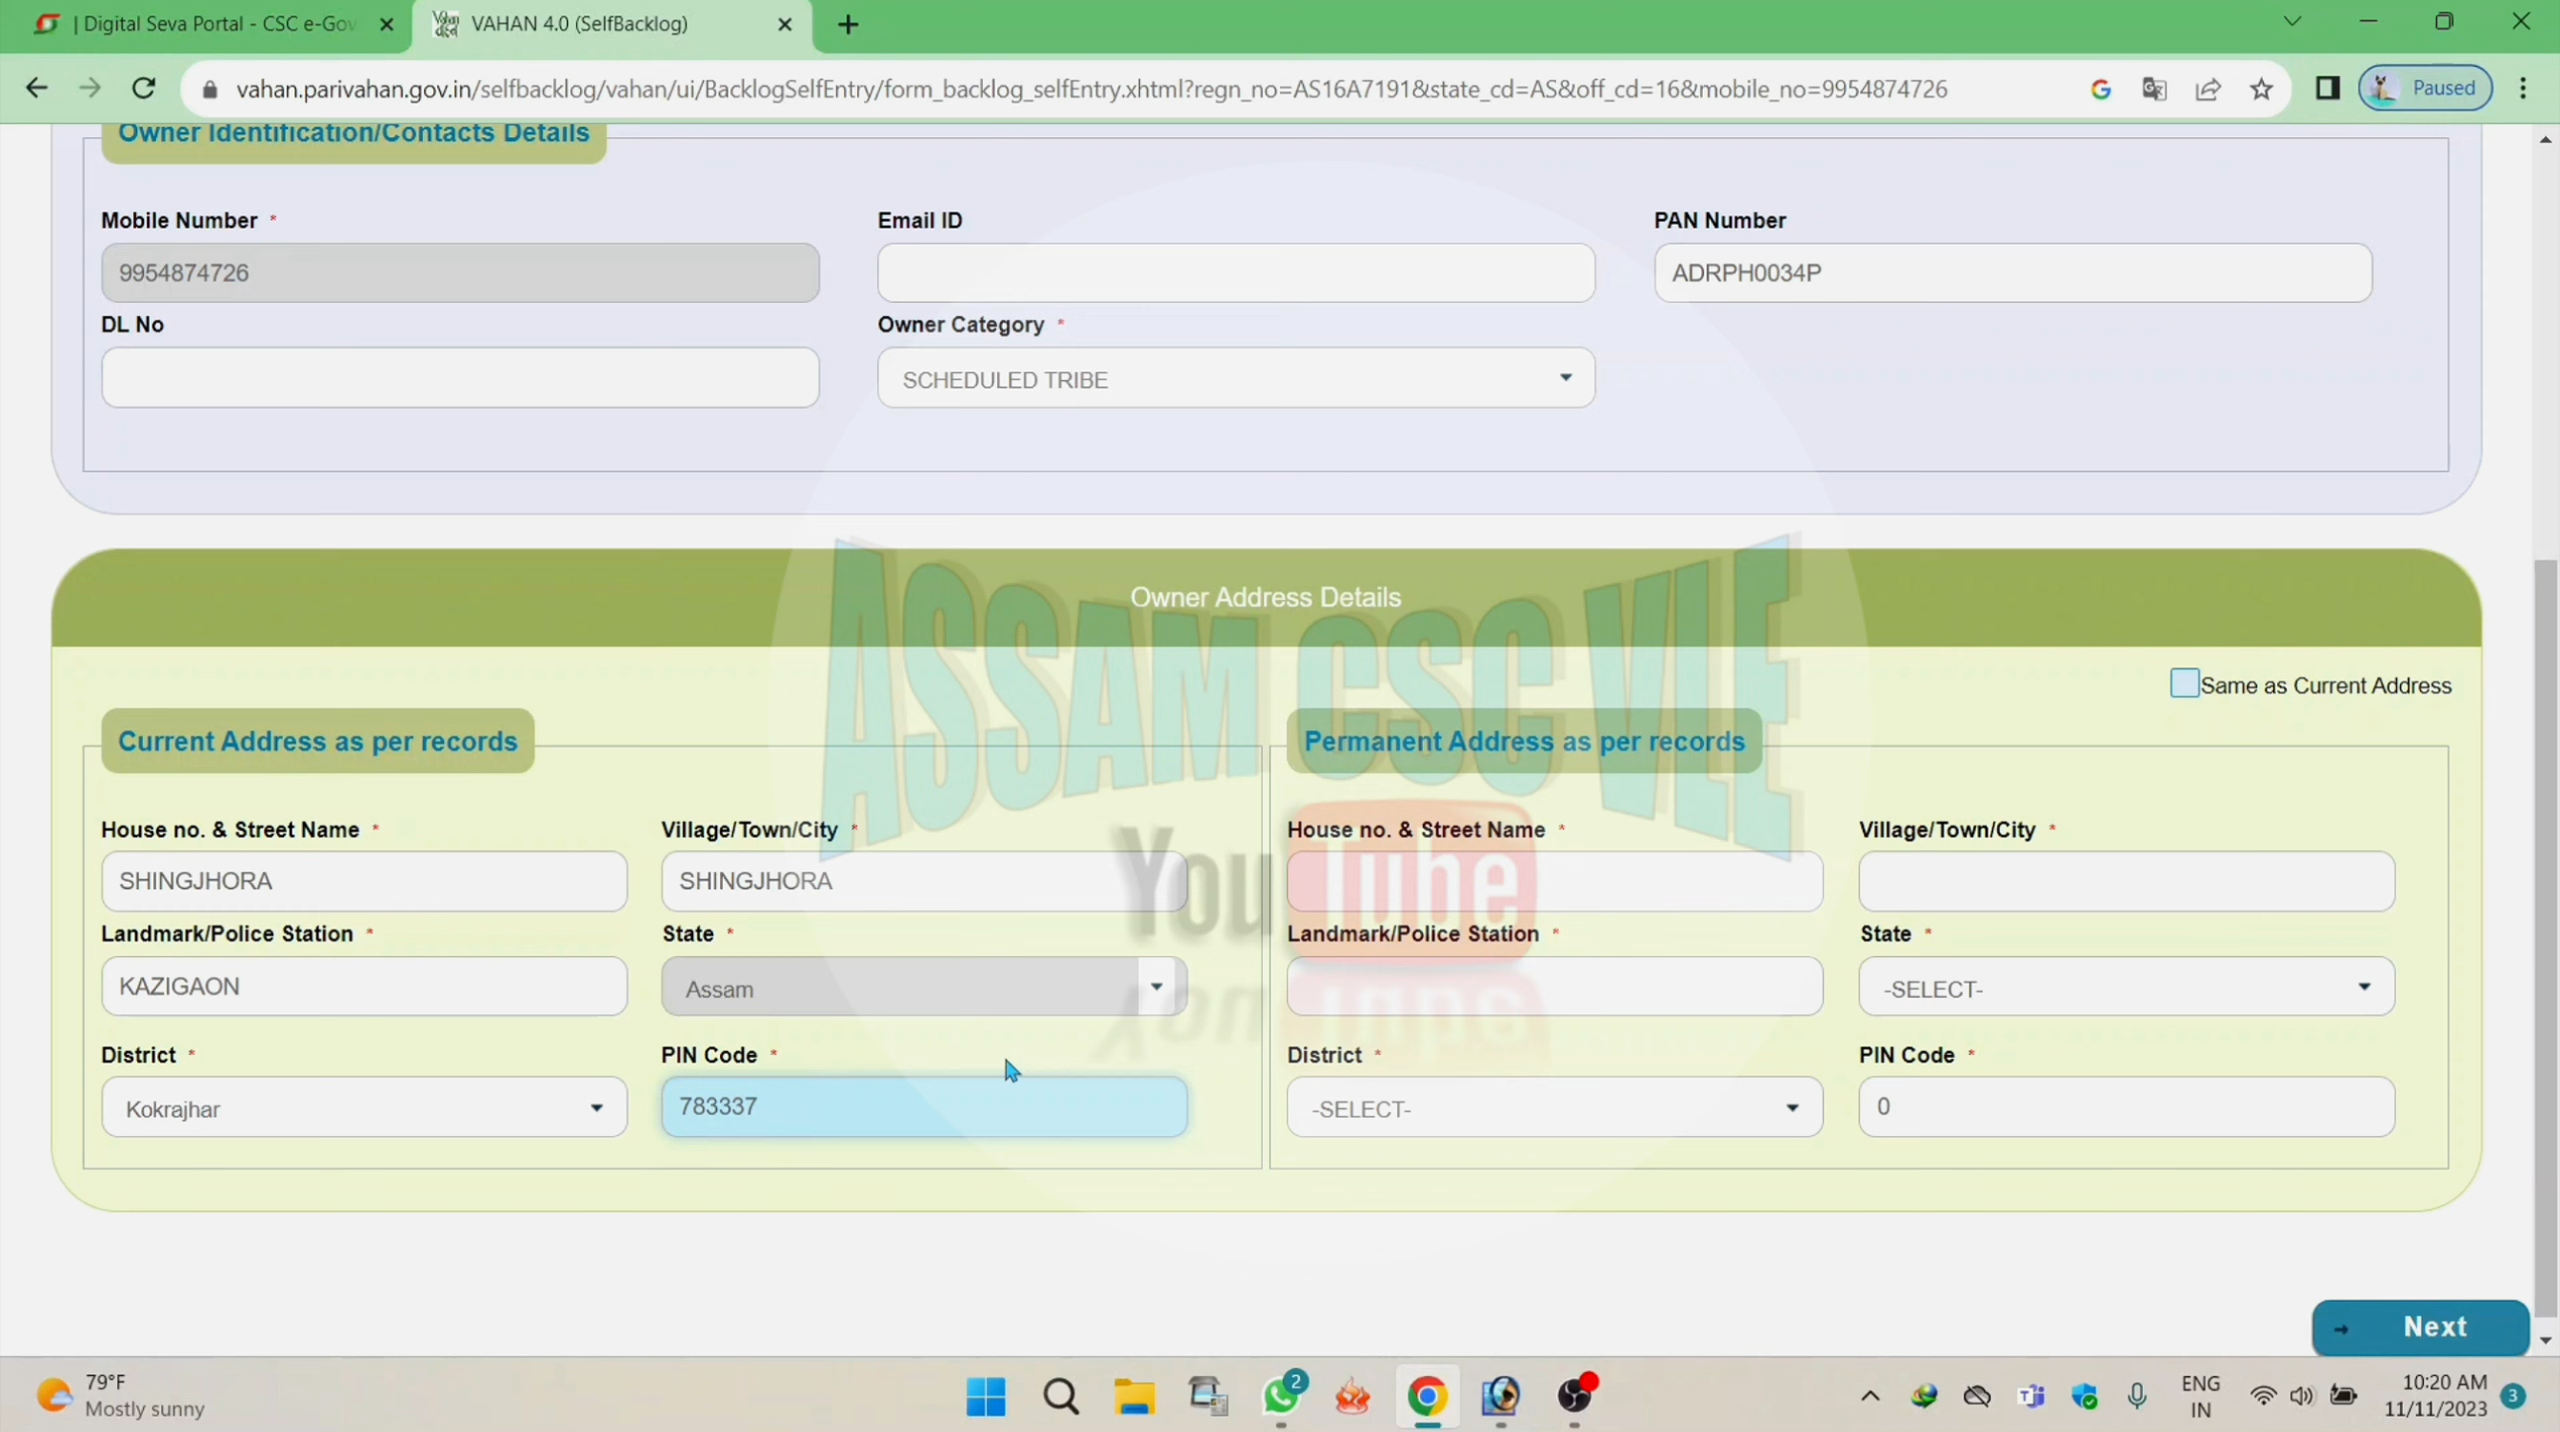 | Digital Seva Portal - CSC e-Gov
VAHAN 4.0 (SelfBacklog)
vahan.parivahan.gov.in/selfbacklog/vahan/ui/BacklogSelfEntry/form_backlog_selfEntry.xhtml?regn_no=AS16A7191&state_cd=AS&off_cd=16&mobile_no=9954874726
Paused
Owner Identification/Contacts Details
Mobile Number *
Email ID
PAN Number
9954874726
ADRPH0034P
DL No
Owner Category *
SCHEDULED TRIBE
Owner Address Details
Same as Current Address
Current Address as per records
Permanent Address as per records
House no. & Street Name *
Village/Town/City *
House no. & Street Name *
Village/Town/City *
SHINGJHORA
SHINGJHORA
Landmark/Police Station *
State *
Landmark/Police Station *
State *
KAZIGAON
Assam
-SELECT-
District *
PIN Code *
District *
PIN Code *
Kokrajhar
783337
-SELECT-
0
ASSAM CSC VLE
YouTube
Next
79°F
Mostly sunny
2
ENG
IN
10:20 AM
11/11/2023
3